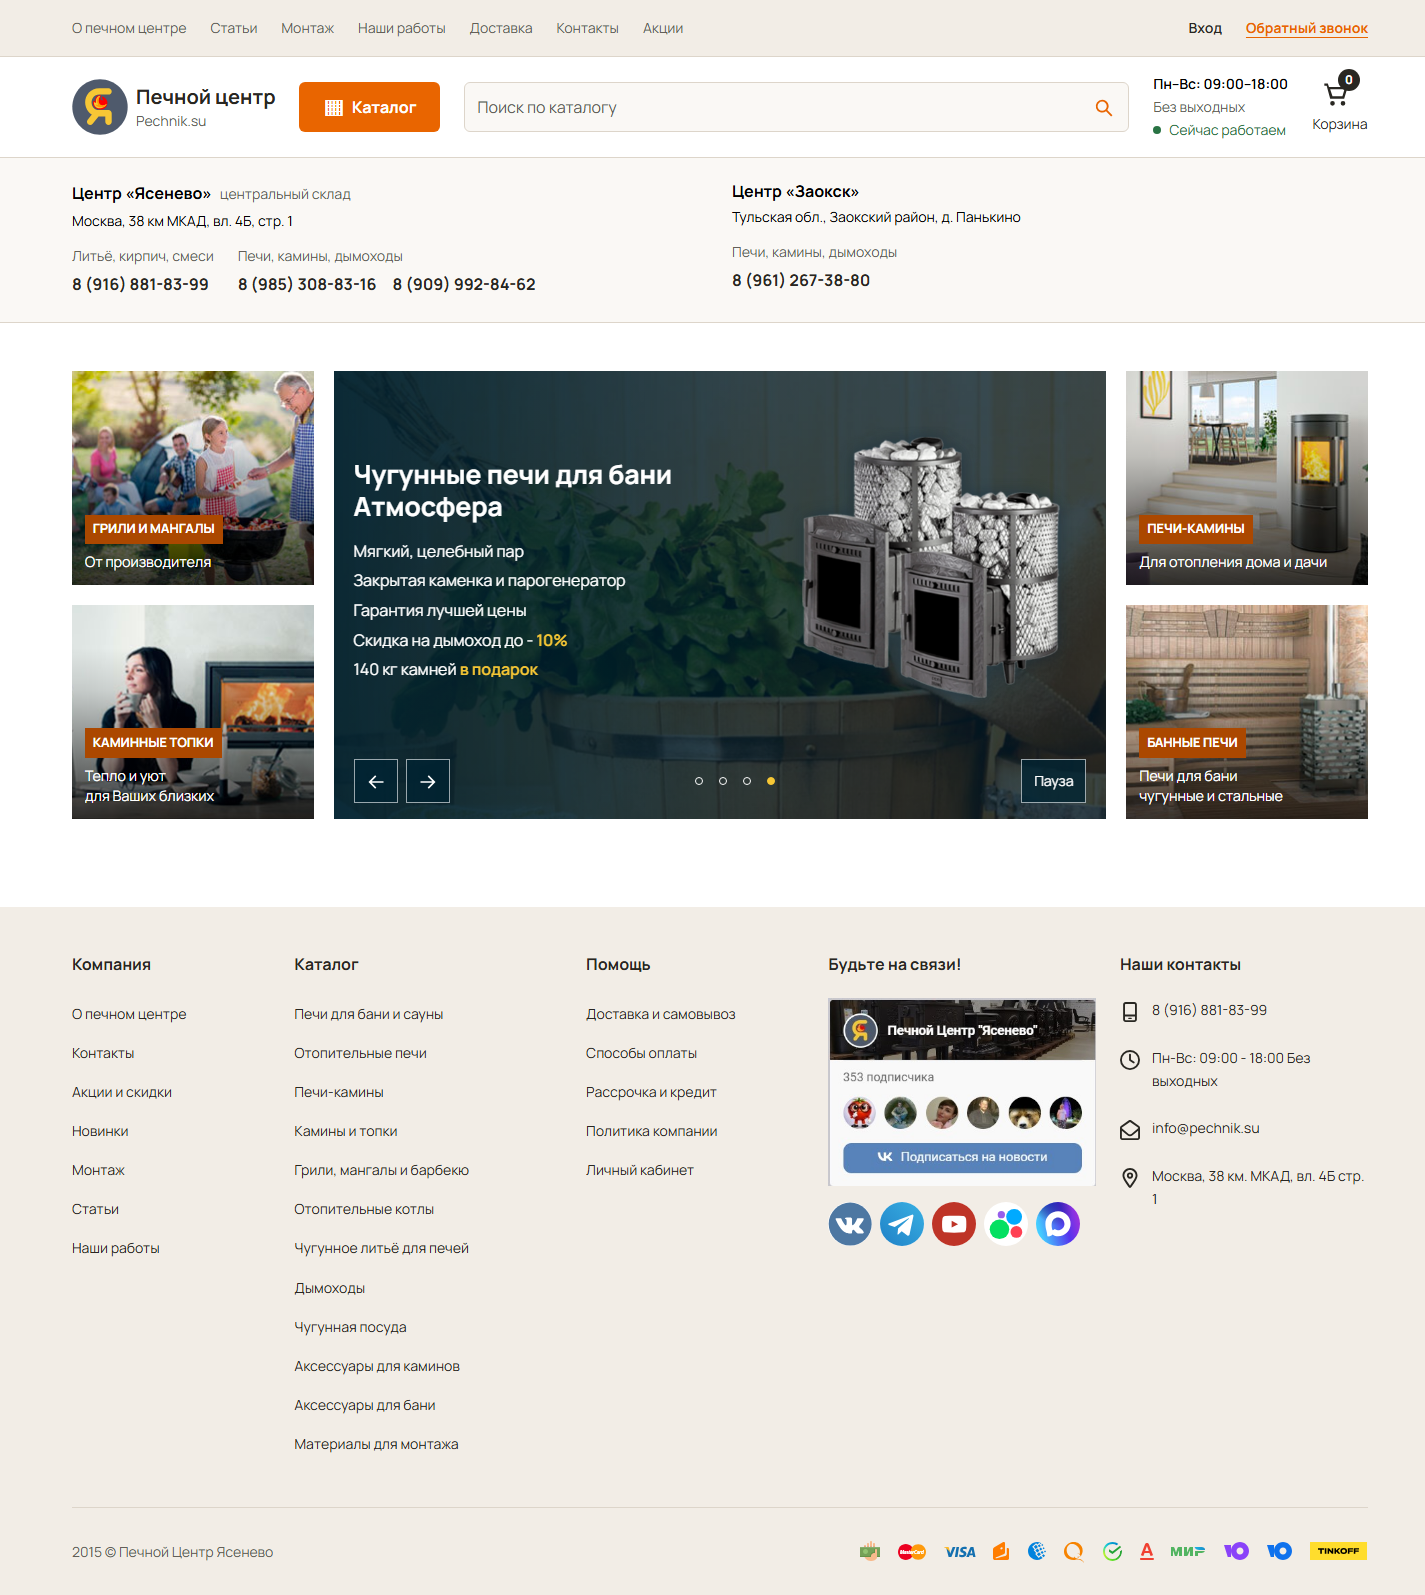 О печном центре Статьи Монтаж Наши работы Доставка Контакты Акции Вход Обратный звонок
Печной центр
Pechnik.su
Каталог
Поиск по каталогу
Пн-Вс: 09:00-18:00
Без выходных
Сейчас работаем
0
Корзина
Центр «Ясенево» центральный склад
Москва, 38 км МКАД, вл. 4Б, стр. 1
Литьё, кирпич, смеси Печи, камины, дымоходы
8 (916) 881-83-99 8 (985) 308-83-16 8 (909) 992-84-62
Центр «Заокск»
Тульская обл., Заокский район, д. Панькино
Печи, камины, дымоходы
8 (961) 267-38-80
ГРИЛИ И МАНГАЛЫ
От производителя
КАМИННЫЕ ТОПКИ
Тепло и уют
для Ваших близких
Чугунные печи для бани
Атмосфера
Мягкий, целебный пар
Закрытая каменка и парогенератор
Гарантия лучшей цены
Скидка на дымоход до - 10%
140 кг камней в подарок
Пауза
ПЕЧИ-КАМИНЫ
Для отопления дома и дачи
БАННЫЕ ПЕЧИ
Печи для бани
чугунные и стальные
Компания
О печном центре
Контакты
Акции и скидки
Новинки
Монтаж
Статьи
Наши работы
Каталог
Печи для бани и сауны
Отопительные печи
Печи-камины
Камины и топки
Грили, мангалы и барбекю
Отопительные котлы
Чугунное литьё для печей
Дымоходы
Чугунная посуда
Аксессуары для каминов
Аксессуары для бани
Материалы для монтажа
Помощь
Доставка и самовывоз
Способы оплаты
Рассрочка и кредит
Политика компании
Личный кабинет
Будьте на связи!
Печной Центр "Ясенево"
353 подписчика
Подписаться на новости
Наши контакты
8 (916) 881-83-99
Пн-Вс: 09:00 - 18:00 Без
выходных
info@pechnik.su
Москва, 38 км. МКАД, вл. 4Б стр.
1
2015 © Печной Центр Ясенево
MasterCard VISA МИР TINKOFF